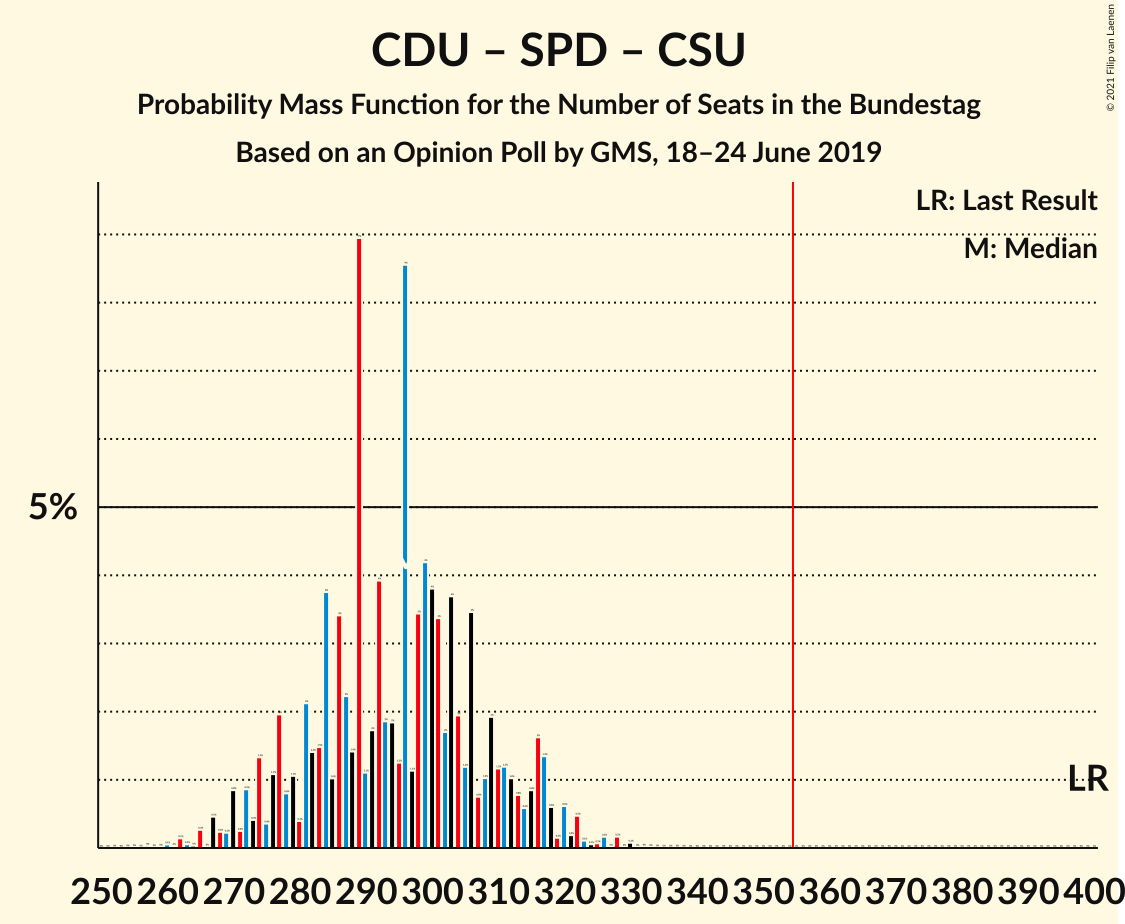 CDU – SPD – CSU
Probability Mass Function for the Number of Seats in the Bundestag
Based on an Opinion Poll by GMS, 18–24 June 2019
© 2021 Filip van Laenen
LR: Last Result
M: Median
5%
LR
250 260 270 280 290 300 310 320 330 340 350 360 370 380 390 400